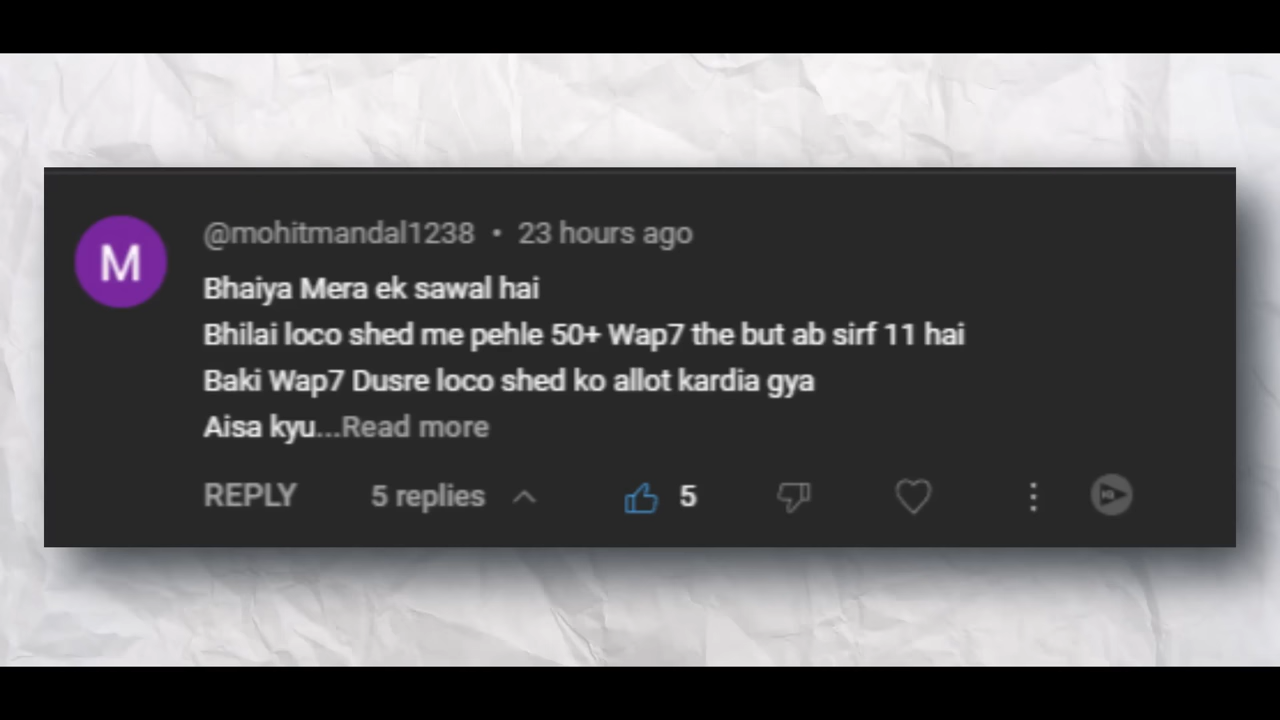 M
@mohitmandal1238 • 23 hours ago
Bhaiya Mera ek sawal hai
Bhilai loco shed me pehle 50+ Wap7 the but ab sirf 11 hai
Baki Wap7 Dusre loco shed ko allot kardia gya
Aisa kyu...Read more
REPLY 5 replies 5